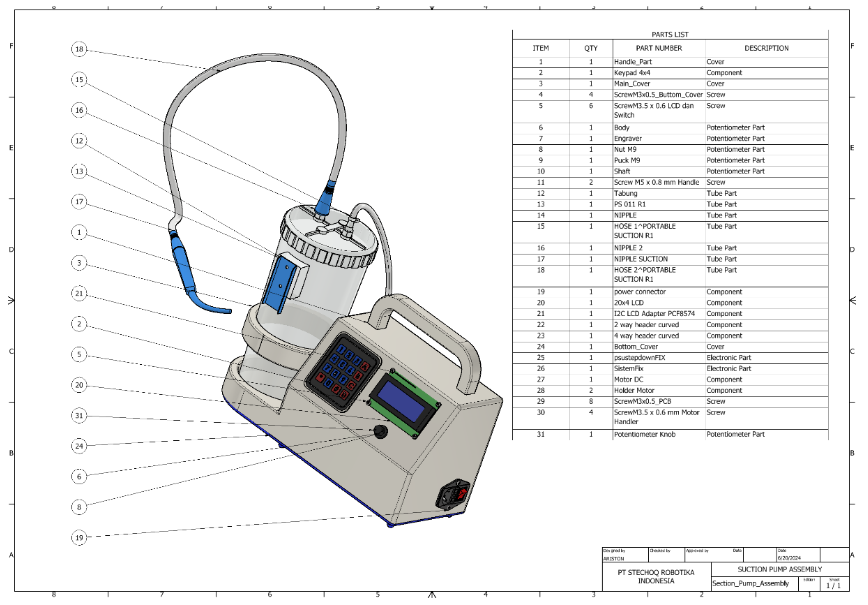 8 7 6 5 4 3 2 1
F
E
D
C
B
A
18
15
16
12
13
17
1
3
21
2
5
20
31
24
6
8
19
PARTS LIST
ITEM QTY PART NUMBER DESCRIPTION
1 1 Handle_Part Cover
2 1 Keypad 4x4 Component
3 1 Main_Cover Cover
4 4 ScrewM3x0.5_Buttom_Cover Screw
5 6 ScrewM3.5 x 0.6 LCD dan Screw
Switch
6 1 Body Potentiometer Part
7 1 Engraver Potentiometer Part
8 1 Nut M9 Potentiometer Part
9 1 Puck M9 Potentiometer Part
10 1 Shaft Potentiometer Part
11 2 Screw M5 x 0.8 mm Handle Screw
12 1 Tabung Tube Part
13 1 PS 011 R1 Tube Part
14 1 NIPPLE Tube Part
15 1 HOSE 1^PORTABLE Tube Part
SUCTION R1
16 1 NIPPLE 2 Tube Part
17 1 NIPPLE SUCTION Tube Part
18 1 HOSE 2^PORTABLE Tube Part
SUCTION R1
19 1 power connector Component
20 1 20x4 LCD Component
21 1 I2C LCD Adapter PCF8574 Component
22 1 2 way header curved Component
23 1 4 way header curved Component
24 1 Bottom_Cover Cover
25 1 psustepdownFIX Electronic Part
26 1 SistemFix Electronic Part
27 1 Motor DC Component
28 2 Holder Motor Component
29 8 ScrewM3x0.5_PCB Screw
30 4 ScrewM3.5 x 0.6 mm Motor Screw
Handler
31 1 Potentiometer Knob Potentiometer Part
Designed by Checked by Approved by Date Date
ARISTON 6/20/2024
PT STECHOQ ROBOTIKA
INDONESIA
SUCTION PUMP ASSEMBLY
Section_Pump_Assembly Edition Sheet
1 / 1
8 7 6 5 4 3 2 1